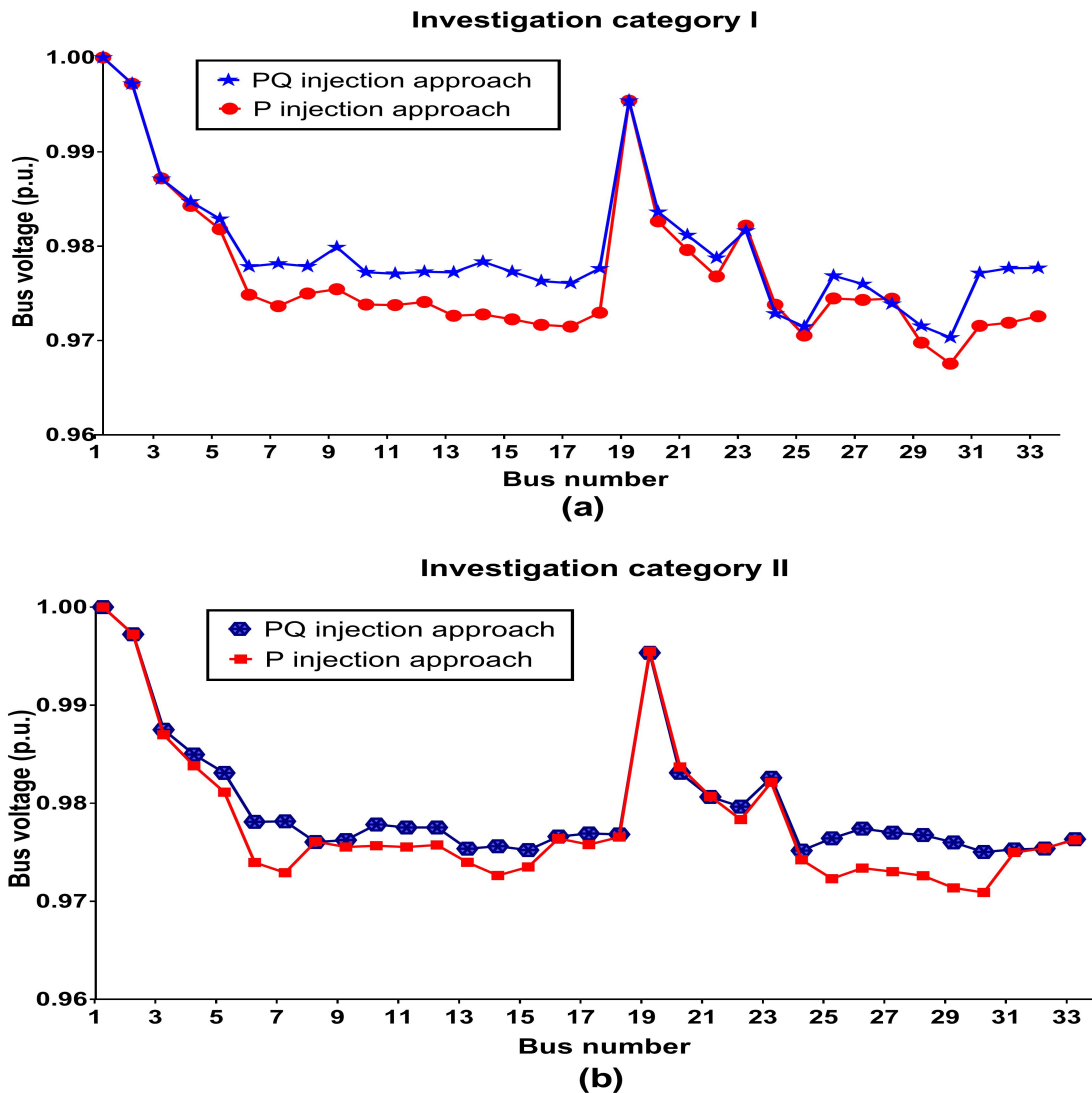 Investigation category I
1.00
0.99
0.98
0.97
0.96
Bus voltage (p.u.)
PQ injection approach
P injection approach
1 3 5 7 9 11 13 15 17 19 21 23 25 27 29 31 33
Bus number
(a)
Investigation category II
1.00
0.99
0.98
0.97
0.96
Bus voltage (p.u.)
PQ injection approach
P injection approach
1 3 5 7 9 11 13 15 17 19 21 23 25 27 29 31 33
Bus number
(b)